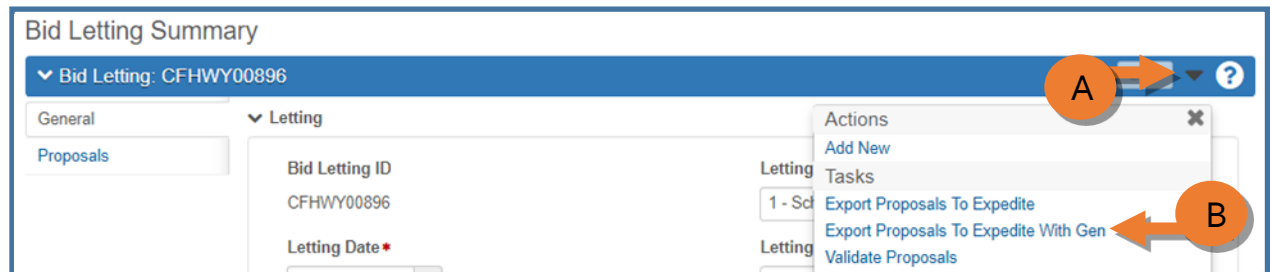 Bid Letting Summary
Bid Letting: CFHWY00896
A
?
General
Letting
Actions
Proposals
Add New
Bid Letting ID
Letting
Tasks
CFHWY00896
1 - Sch
Export Proposals To Expedite
Export Proposals To Expedite With Gen
B
Letting Date
Letting
Validate Proposals